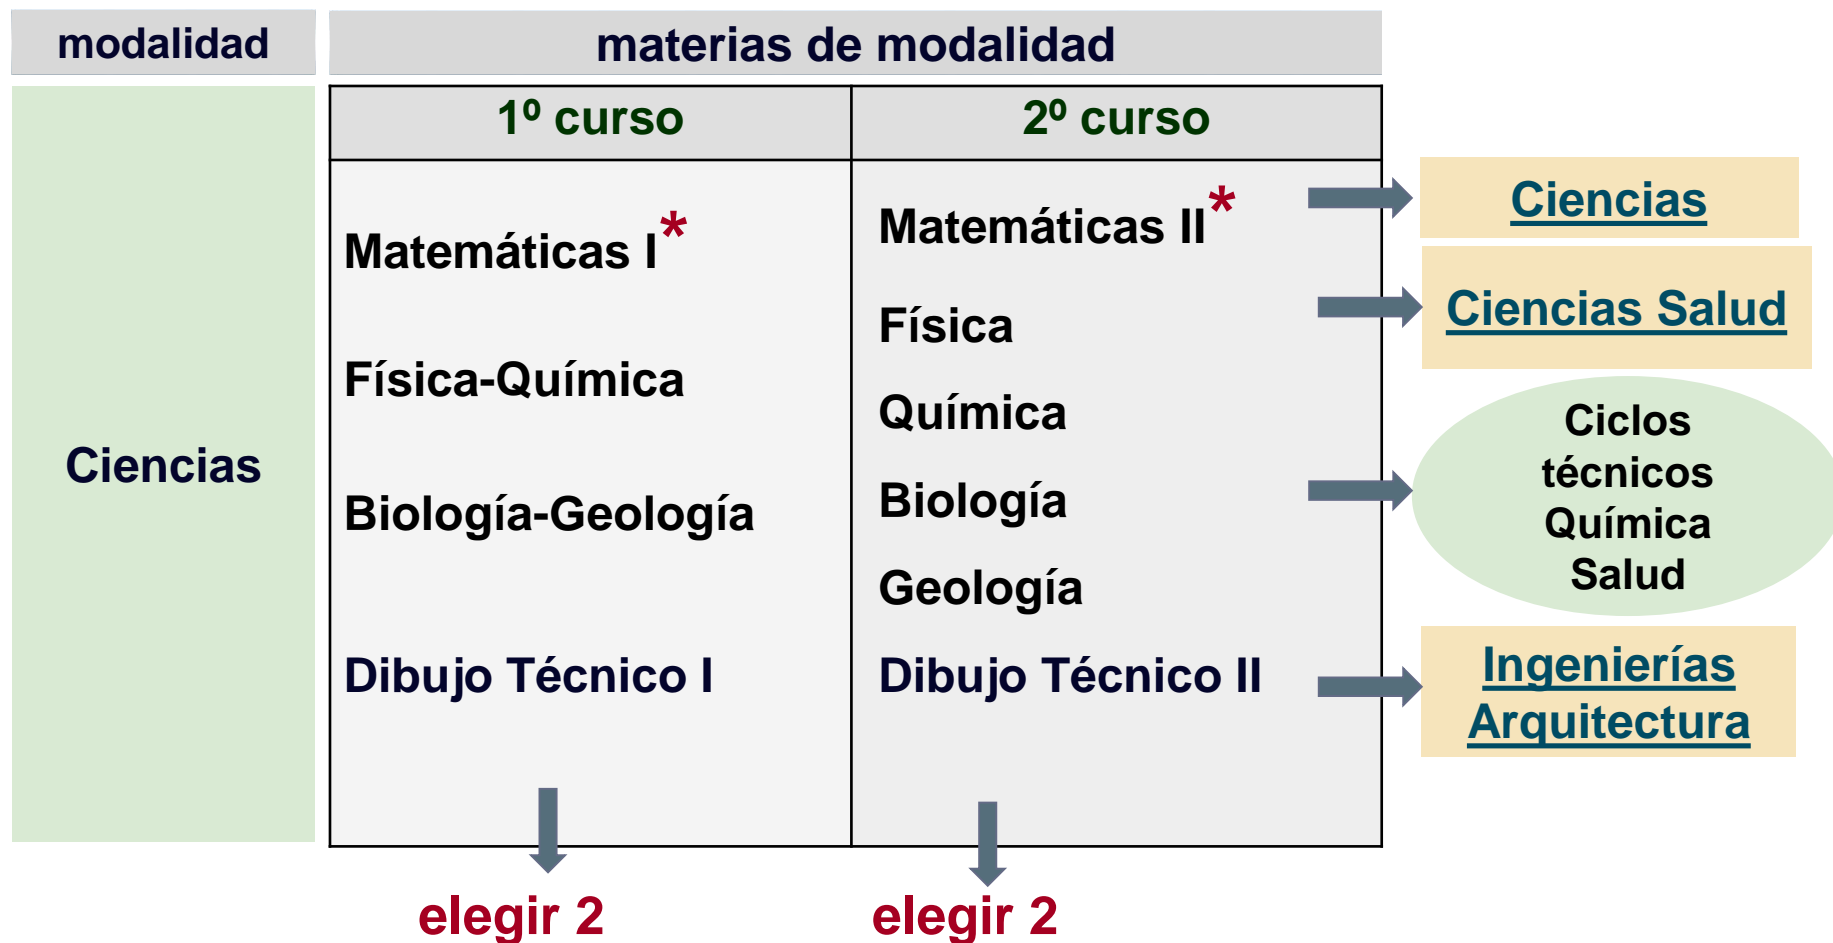 modalidad
materias de modalidad
Ciencias
1º curso
2º curso
Matemáticas I*
Física-Química
Biología-Geología
Dibujo Técnico I
Matemáticas II*
Física
Química
Biología
Geología
Dibujo Técnico II
elegir 2
elegir 2
Ciencias
Ciencias Salud
Ciclos
técnicos
Química
Salud
Ingenierías
Arquitectura